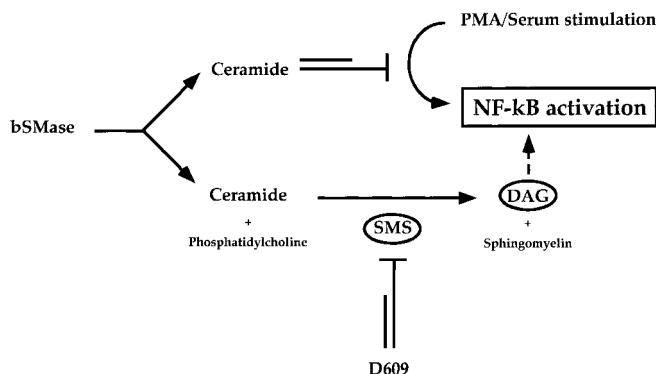 PMA/Serum stimulation
Ceramide
NF-kB activation
bSMase
Ceramide
+
Phosphatidylcholine
SMS
DAG
+
Sphingomyelin
D609